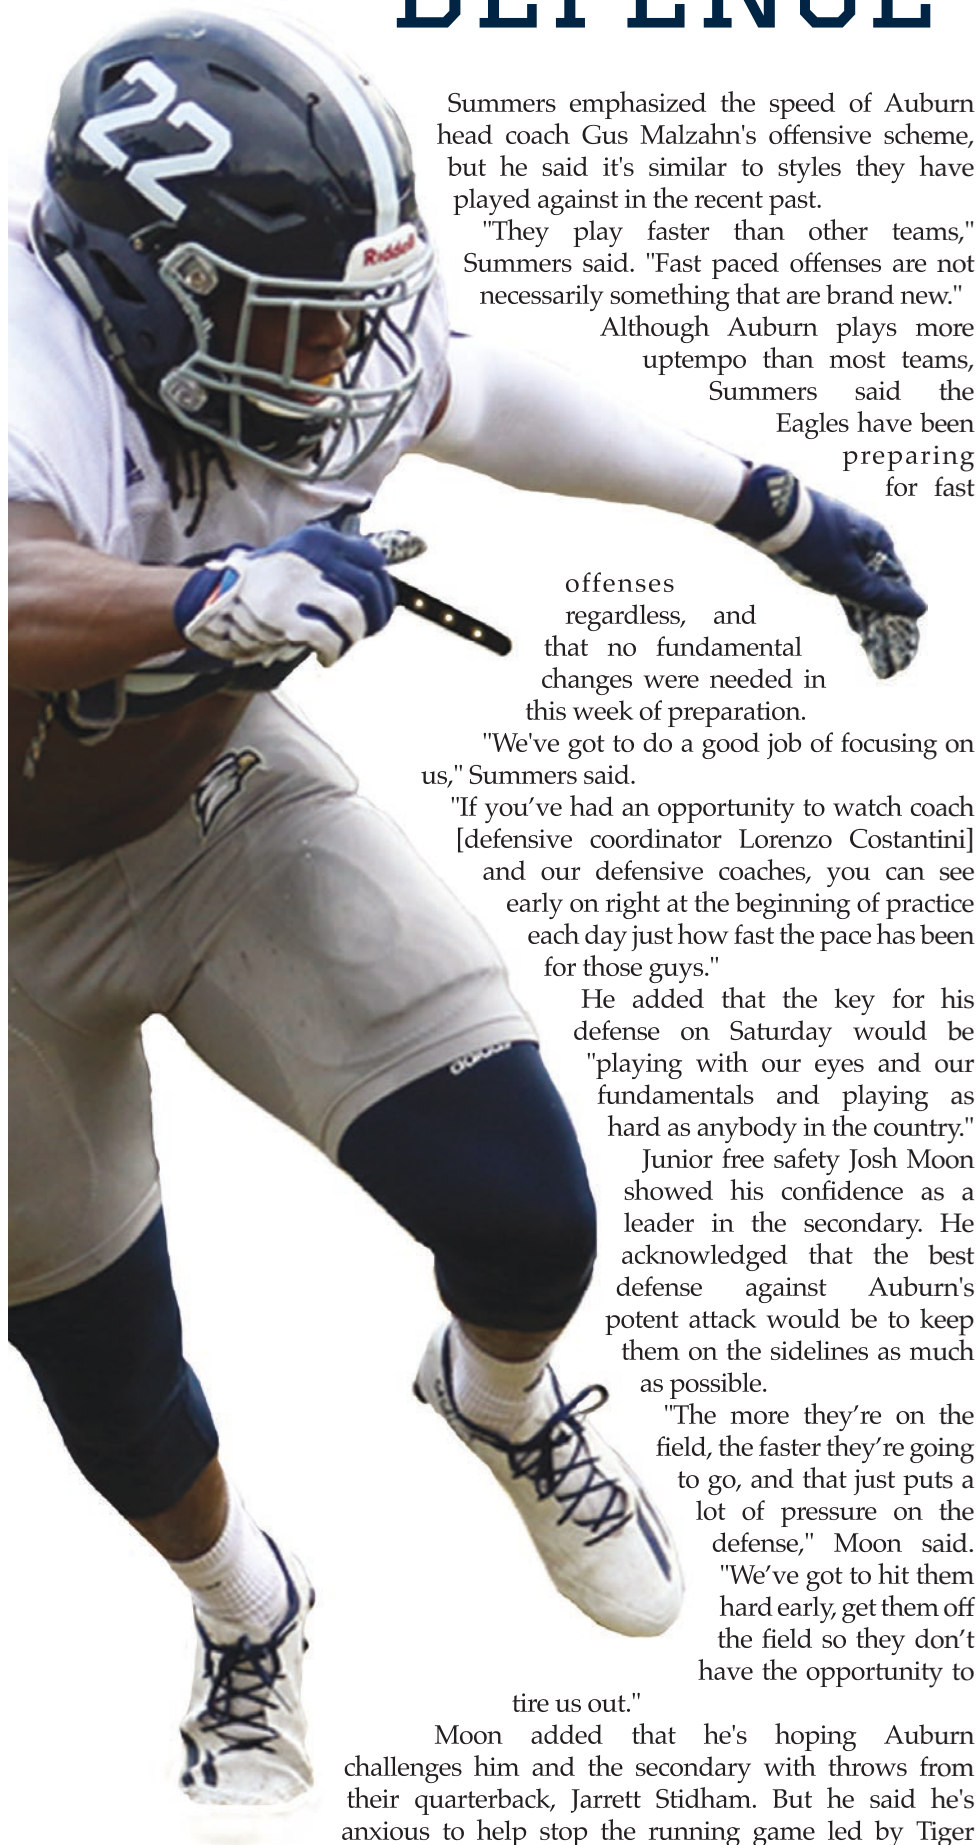 DEFENSE
22
Riddell
Summers emphasized the speed of Auburn
head coach Gus Malzahn's offensive scheme,
but he said it's similar to styles they have
played against in the recent past.
"They play faster than other teams,"
Summers said. "Fast paced offenses are not
necessarily something that are brand new."
Although Auburn plays more
uptempo than most teams,
Summers said the
Eagles have been
preparing
for fast
offenses
regardless, and
that no fundamental
changes were needed in
this week of preparation.
"We've got to do a good job of focusing on
us," Summers said.
"If you’ve had an opportunity to watch coach
[defensive coordinator Lorenzo Costantini]
and our defensive coaches, you can see
early on right at the beginning of practice
each day just how fast the pace has been
for those guys."
He added that the key for his
defense on Saturday would be
"playing with our eyes and our
fundamentals and playing as
hard as anybody in the country."
adidas
Junior free safety Josh Moon
showed his confidence as a
leader in the secondary. He
acknowledged that the best
defense against Auburn's
potent attack would be to keep
them on the sidelines as much
as possible.
"The more they’re on the
field, the faster they’re going
to go, and that just puts a
lot of pressure on the
defense," Moon said.
"We’ve got to hit them
hard early, get them off
the field so they don’t
have the opportunity to
tire us out."
Moon added that he's hoping Auburn
challenges him and the secondary with throws from
their quarterback, Jarrett Stidham. But he said he's
anxious to help stop the running game led by Tiger